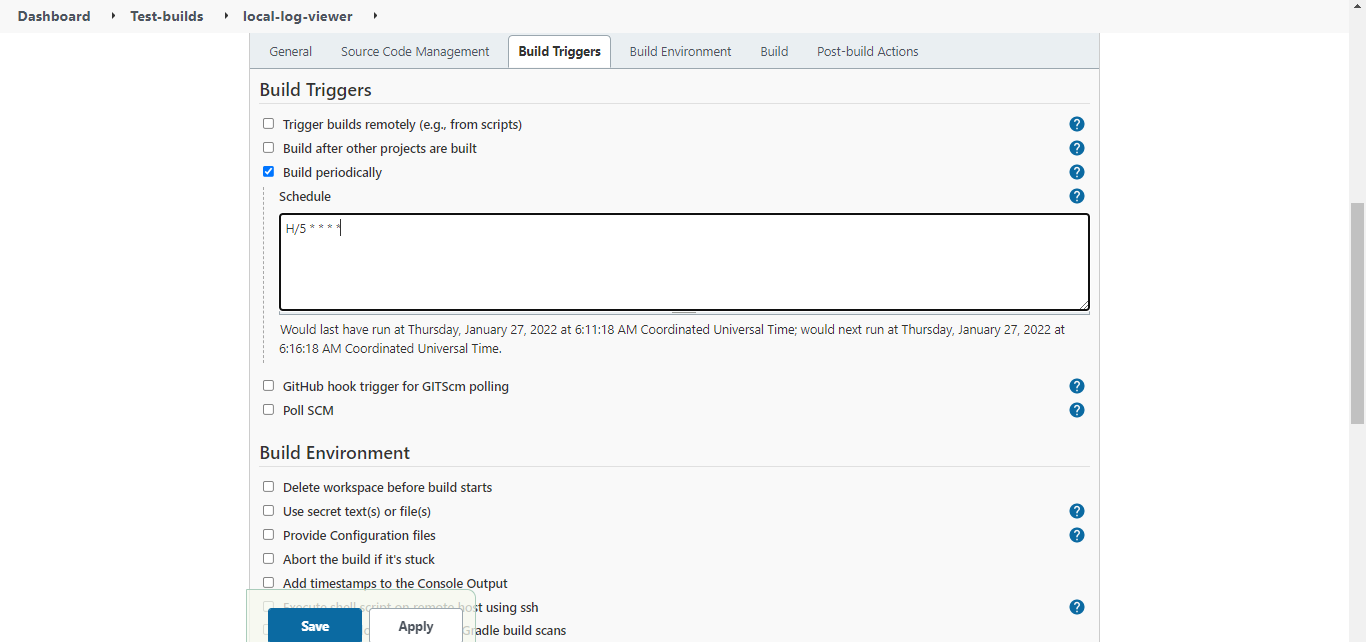 Dashboard Test-builds local-log-viewer
General Source Code Management Build Triggers Build Environment Build Post-build Actions
Build Triggers
Trigger builds remotely (e.g., from scripts) ?
Build after other projects are built ?
Build periodically ?
Schedule ?
H/5 * * * *
Would last have run at Thursday, January 27, 2022 at 6:11:18 AM Coordinated Universal Time; would next run at Thursday, January 27, 2022 at
6:16:18 AM Coordinated Universal Time.
GitHub hook trigger for GITScm polling ?
Poll SCM ?
Build Environment
Delete workspace before build starts
Use secret text(s) or file(s) ?
Provide Configuration files ?
Abort the build if it's stuck
Add timestamps to the Console Output
Execute shell script on remote host using ssh ?
Gradle build scans
Save Apply